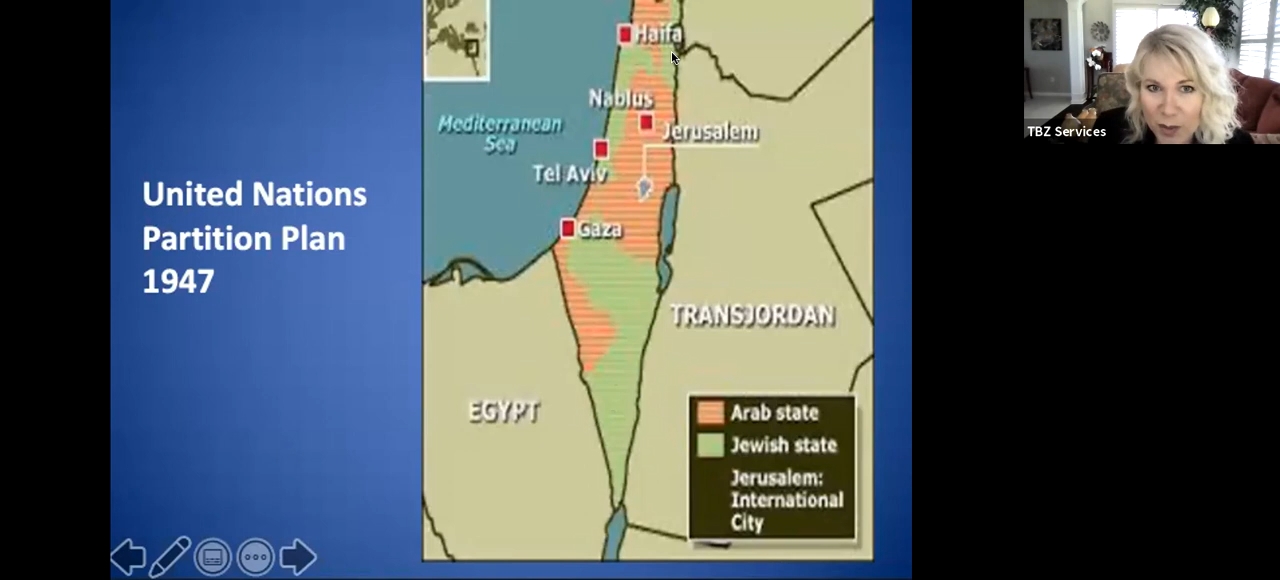 United Nations
Partition Plan
1947
Haifa
Nablus
Mediterranean
Sea
Jerusalem
Tel Aviv
Gaza
TRANSJORDAN
EGYPT
Arab state
Jewish state
Jerusalem:
International
City
TBZ Services